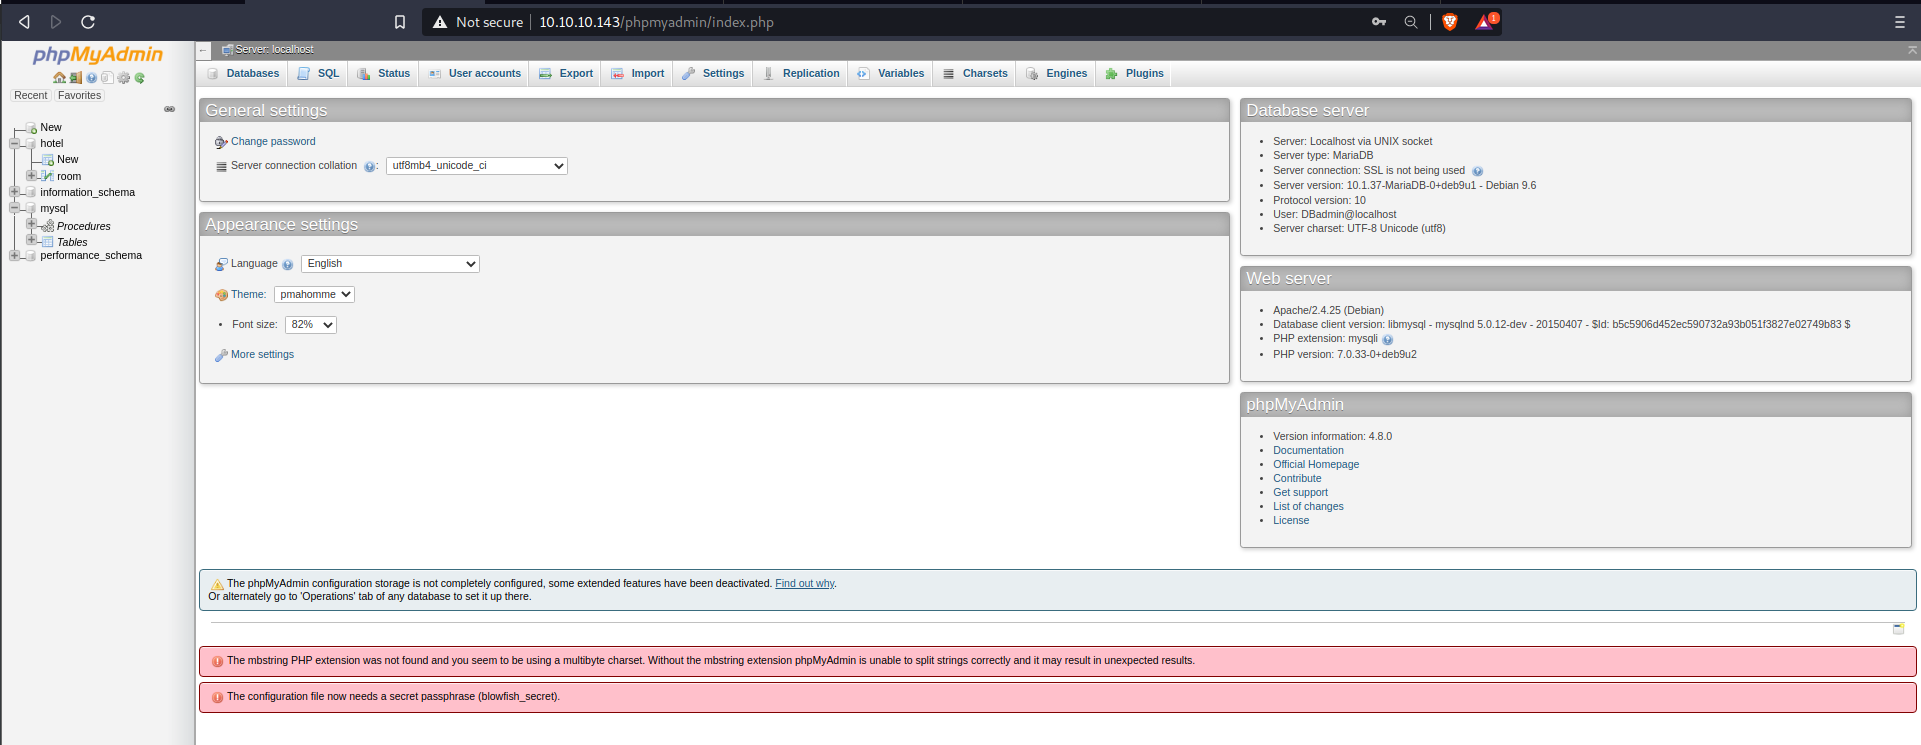 Not secure 10.10.10.143/phpmyadmin/index.php 1
phpMyAdmin
Recent Favorites
New
hotel
New
room
information_schema
mysql
Procedures
Tables
performance_schema
Server: localhost
Databases SQL Status User accounts Export Import Settings Replication Variables Charsets Engines Plugins
General settings
Change password
Server connection collation : utf8mb4_unicode_ci
Appearance settings
Language English
Theme: pmahomme
Font size: 82%
More settings
Database server
Server: Localhost via UNIX socket
Server type: MariaDB
Server connection: SSL is not being used
Server version: 10.1.37-MariaDB-0+deb9u1 - Debian 9.6
Protocol version: 10
User: DBadmin@localhost
Server charset: UTF-8 Unicode (utf8)
Web server
Apache/2.4.25 (Debian)
Database client version: libmysql - mysqlnd 5.0.12-dev - 20150407 - $Id: b5c5906d452ec590732a93b051f3827e02749b83 $
PHP extension: mysqli
PHP version: 7.0.33-0+deb9u2
phpMyAdmin
Version information: 4.8.0
Documentation
Official Homepage
Contribute
Get support
List of changes
License
The phpMyAdmin configuration storage is not completely configured, some extended features have been deactivated. Find out why.
Or alternately go to 'Operations' tab of any database to set it up there.
The mbstring PHP extension was not found and you seem to be using a multibyte charset. Without the mbstring extension phpMyAdmin is unable to split strings correctly and it may result in unexpected results.
The configuration file now needs a secret passphrase (blowfish_secret).